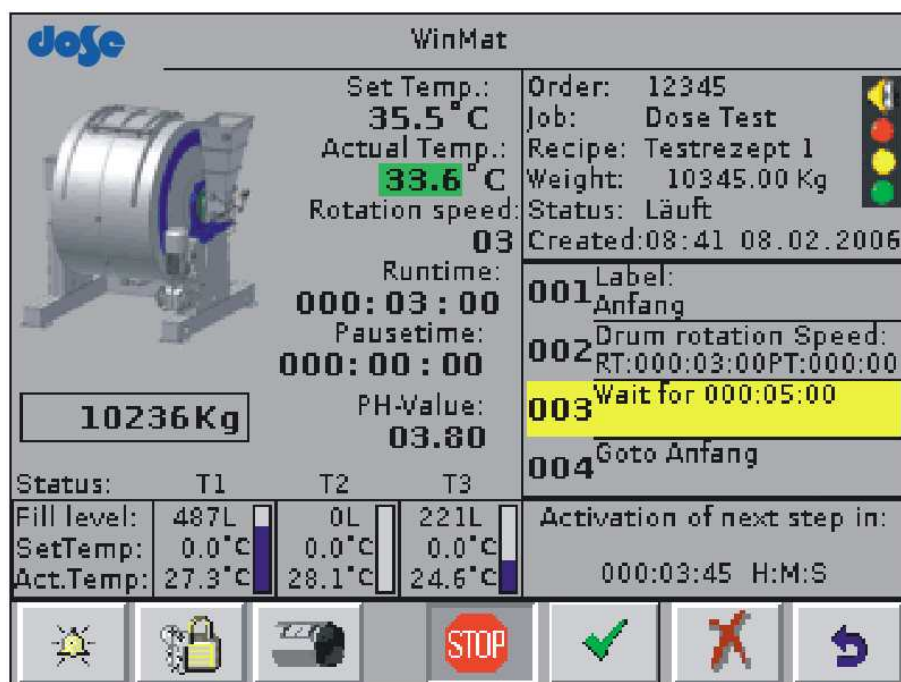 dose
WinMat
Set Temp.:
35.5°C
Actual Temp.:
33.6°C
Rotation speed:
03
Runtime:
000:03:00
Pausetime:
000:00:00
PH-Value:
03.80
10236Kg
Order: 12345
Job: Dose Test
Recipe: Testrezept 1
Weight: 10345.00 Kg
Status: Läuft
Created:08:41 08.02.2006
001 Label:
Anfang
002 Drum rotation Speed:
RT:000:03:00PT:000:00
003 Wait for 000:05:00
004 Goto Anfang
Status: T1 T2 T3
Fill level: 487L 0L 221L
SetTemp: 0.0°C 0.0°C 0.0°C
Act.Temp: 27.3°C 28.1°C 24.6°C
Activation of next step in:
000:03:45 H:M:S
STOP